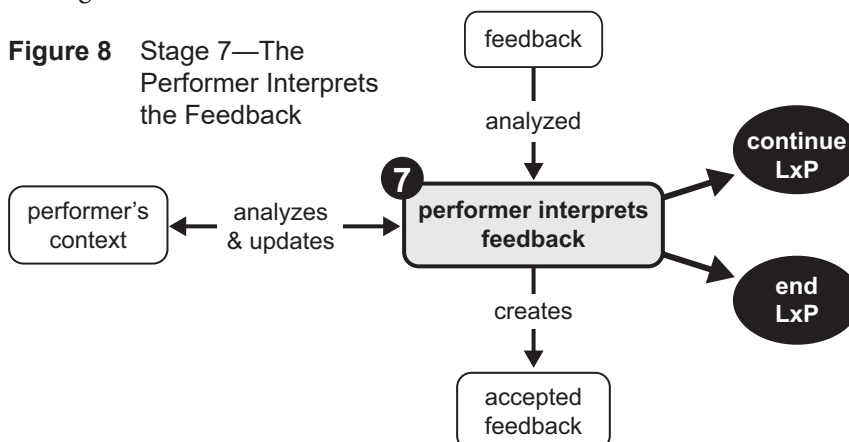 Figure 8 Stage 7—The
Performer Interprets
the Feedback
feedback
analyzed
continue
LxP
7
performer interprets
feedback
performer's
context
analyzes
& updates
end
LxP
creates
accepted
feedback